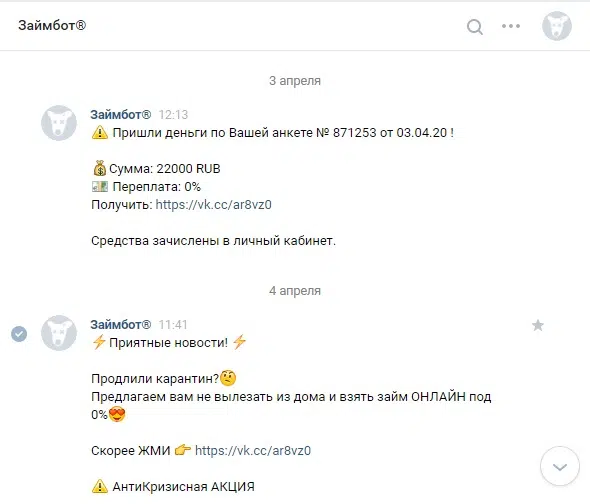 Займбот®
3 апреля
Займбот® 12:13
⚠️ Пришли деньги по Вашей анкете № 871253 от 03.04.20 !
💰Сумма: 22000 RUB
💵 Переплата: 0%
Получить: https://vk.cc/ar8vz0
Средства зачислены в личный кабинет.
4 апреля
Займбот® 11:41
⚡Приятные новости! ⚡
Продлили карантин?🤔
Предлагаем вам не вылезать из дома и взять займ ОНЛАЙН под
0%😍
Скорее ЖМИ 👉 https://vk.cc/ar8vz0
⚠️ АнтиКризисная АКЦИЯ